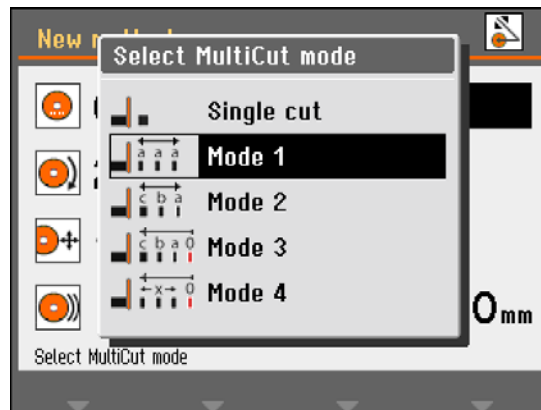 New
Select MultiCut mode
Single cut
a a a
Mode 1
c b a
Mode 2
c b a 0
Mode 3
x 0
Mode 4
0mm
Select MultiCut mode